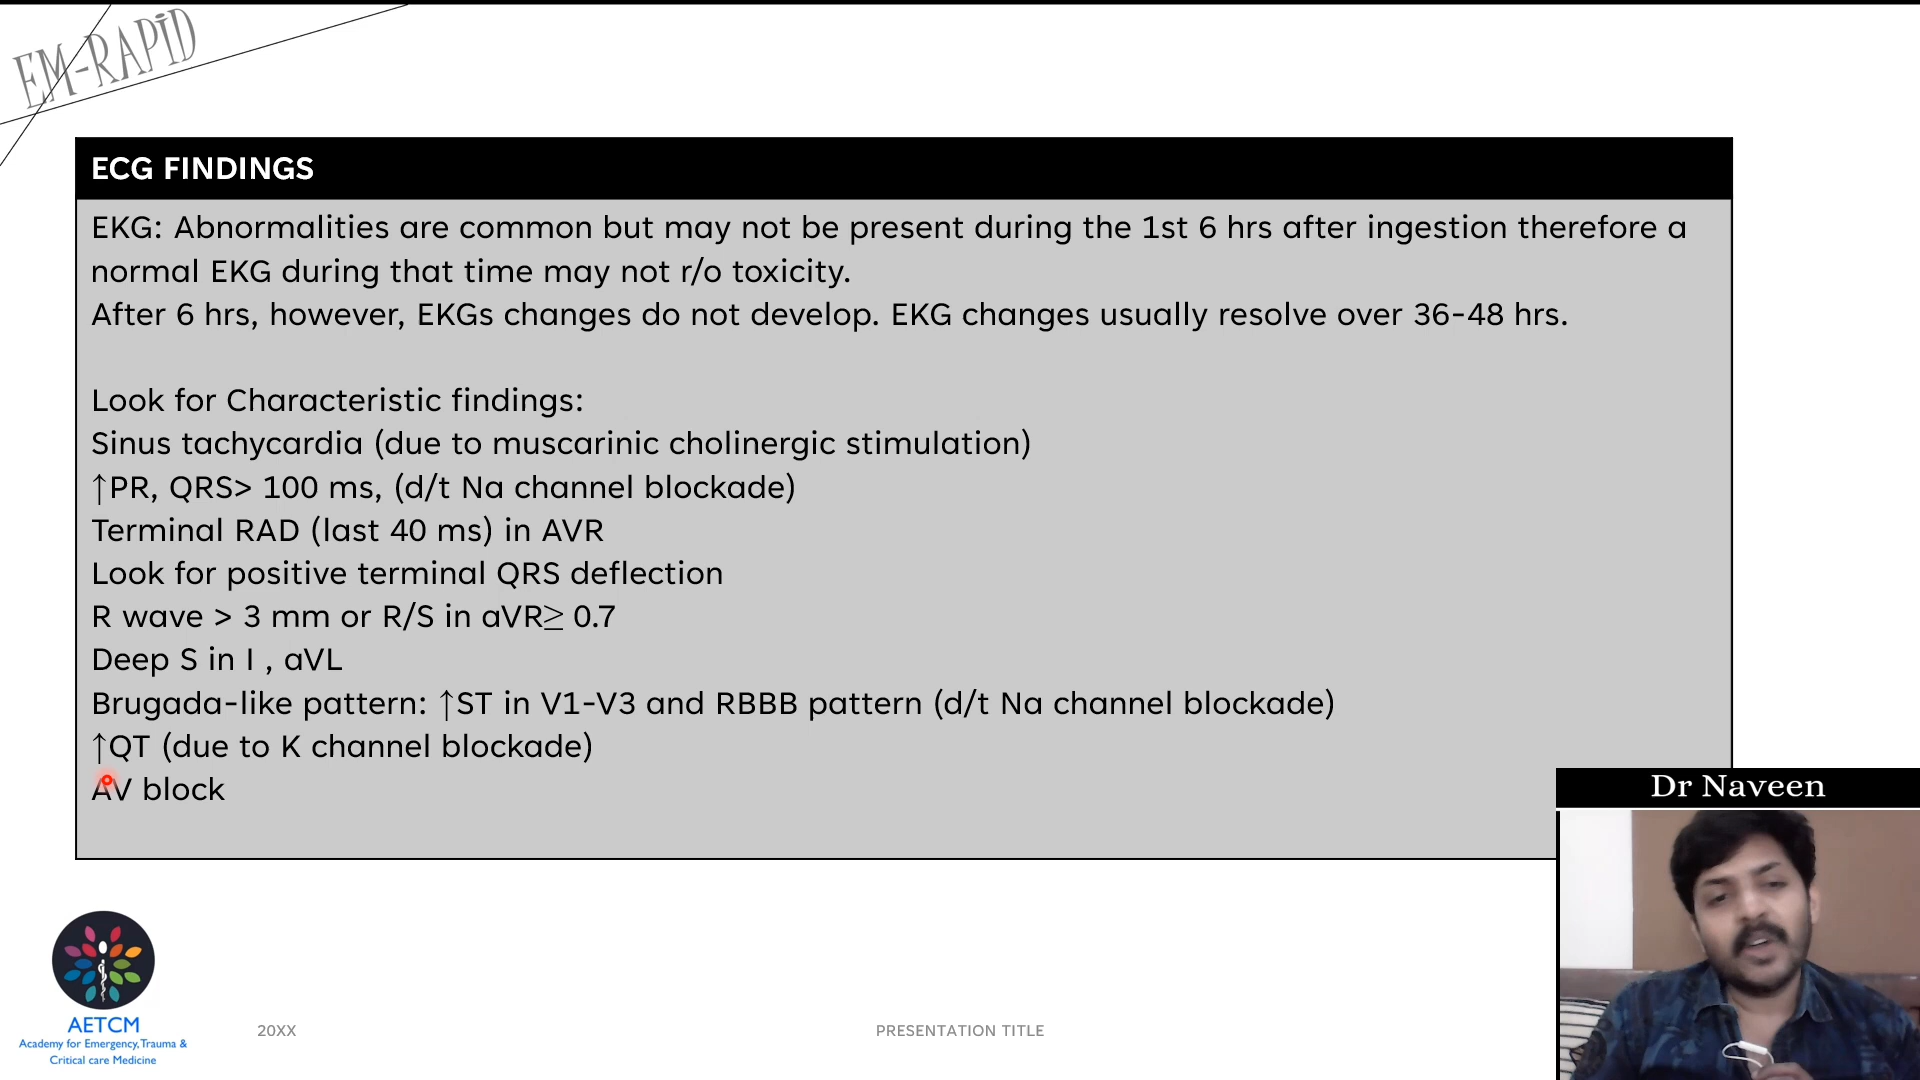 EM-RAPID
ECG FINDINGS
EKG: Abnormalities are common but may not be present during the 1st 6 hrs after ingestion therefore a
normal EKG during that time may not r/o toxicity.
After 6 hrs, however, EKGs changes do not develop. EKG changes usually resolve over 36-48 hrs.
Look for Characteristic findings:
Sinus tachycardia (due to muscarinic cholinergic stimulation)
↑PR, QRS> 100 ms, (d/t Na channel blockade)
Terminal RAD (last 40 ms) in AVR
Look for positive terminal QRS deflection
R wave > 3 mm or R/S in aVR≥ 0.7
Deep S in I , aVL
Brugada-like pattern: ↑ST in V1-V3 and RBBB pattern (d/t Na channel blockade)
↑QT (due to K channel blockade)
AV block
Dr Naveen
AETCM
Academy for Emergency,Trauma &
Critical care Medicine
20XX
PRESENTATION TITLE